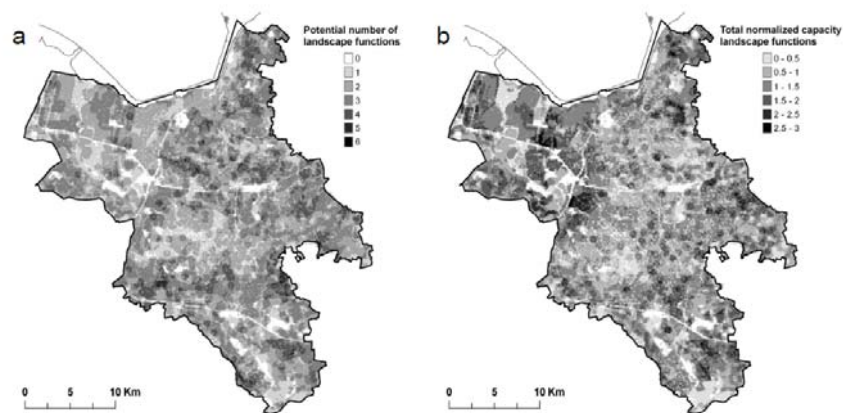 a
Potential number of
landscape functions
0
1
2
3
4
5
6
0 5 10 Km
b
Total normalized capacity
landscape functions
0 - 0.5
0.5 - 1
1 - 1.5
1.5 - 2
2 - 2.5
2.5 - 3
0 5 10 Km